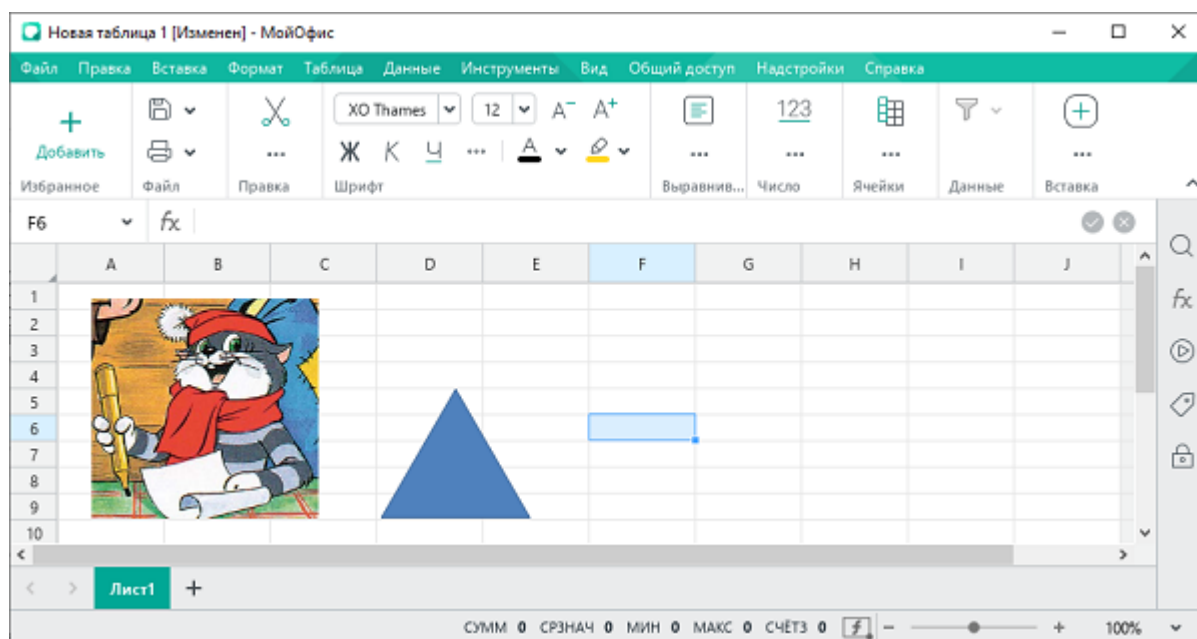 Новая таблица 1 [Изменен] - МойОфис
Файл Правка Вставка Формат Таблица Данные Инструменты Вид Общий доступ Надстройки Справка
XO Thames 12 A− A+ 123
Добавить Ж К Ч ••• A
Избранное Файл Правка Шрифт Выравнив... Число Ячейки Данные Вставка
F6 fx
A B C D E F G H I J
1
2
3
4
5
6
7
8
9
10
Лист1 +
СУММ 0 СРЗНАЧ 0 МИН 0 МАКС 0 СЧЁТЗ 0 100%